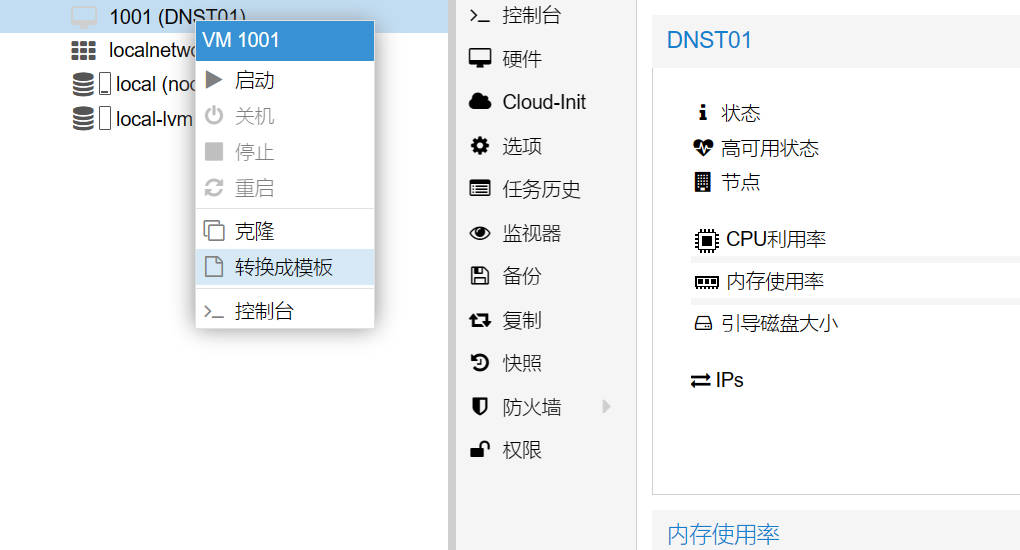 1001 (DNST01)
localnetwo
local (noc
local-lvm
VM 1001
启动
关机
停止
重启
克隆
转换成模板
控制台
控制台
硬件
Cloud-Init
选项
任务历史
监视器
备份
复制
快照
防火墙
权限
DNST01
状态
高可用状态
节点
CPU利用率
内存使用率
引导磁盘大小
IPs
内存使用率